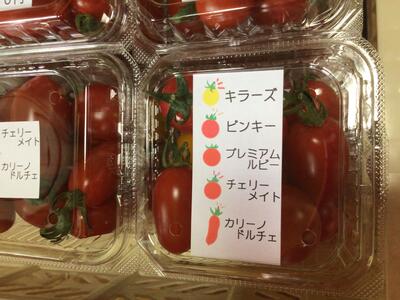 キラーズ
ピンキー
プレミアム
ルビー
チェリー
メイト
カリーノ
ドルチェ
チェリー
メイト
カリーノ
ドルチェ